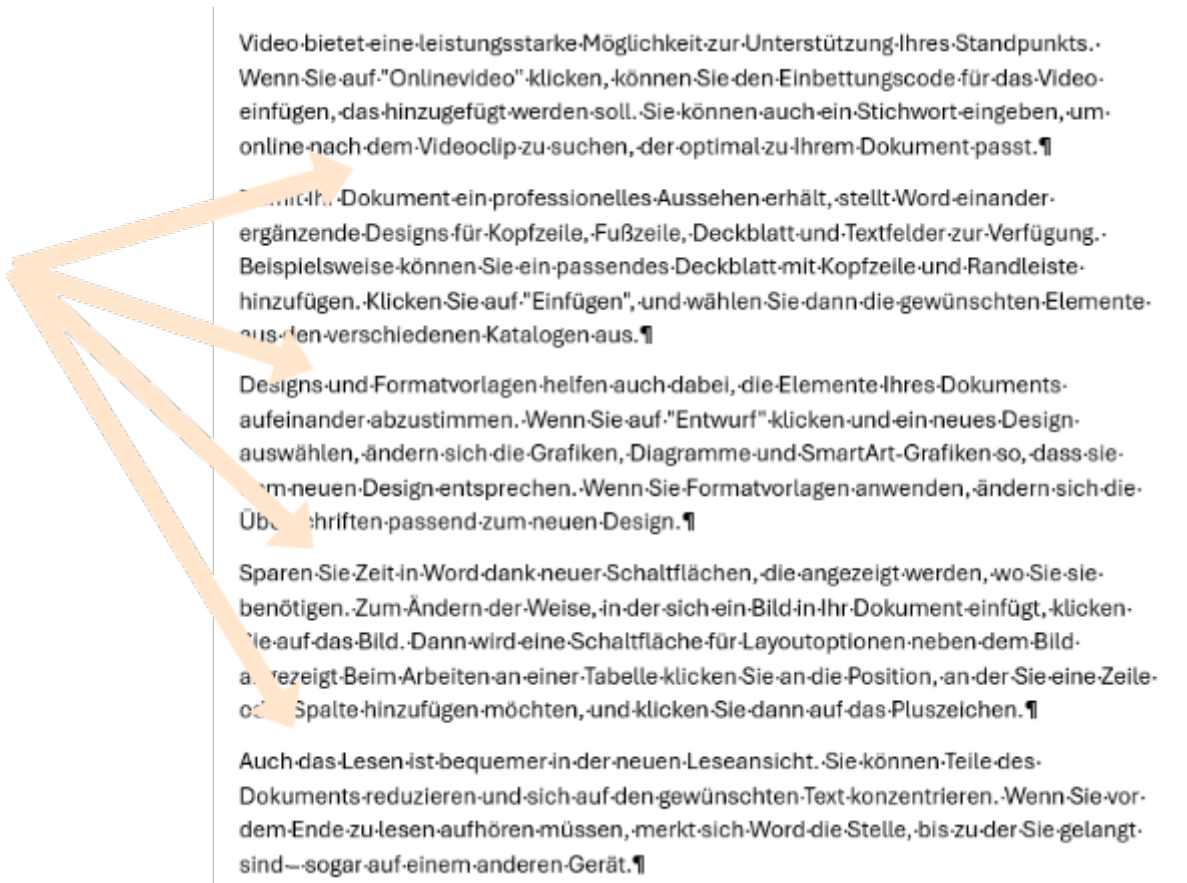 Video bietet eine leistungsstarke Möglichkeit zur Unterstützung Ihres Standpunkts.
Wenn Sie auf "Onlinevideo" klicken, können Sie den Einbettungscode für das Video
einfügen, das hinzugefügt werden soll. Sie können auch ein Stichwort eingeben, um
online nach dem Videoclip zu suchen, der optimal zu Ihrem Dokument passt.¶
Dokument ein professionelles Aussehen erhält, stellt Word einander
ergänzende Designs für Kopfzeile, Fußzeile, Deckblatt und Textfelder zur Verfügung.
Beispielsweise können Sie ein passendes Deckblatt mit Kopfzeile und Randleiste
hinzufügen. Klicken Sie auf "Einfügen", und wählen Sie dann die gewünschten Elemente
aus den verschiedenen Katalogen aus.¶
Designs und Formatvorlagen helfen auch dabei, die Elemente Ihres Dokuments
aufeinander abzustimmen. Wenn Sie auf "Entwurf" klicken und ein neues Design
auswählen, ändern sich die Grafiken, Diagramme und SmartArt-Grafiken so, dass sie
neuen Design entsprechen. Wenn Sie Formatvorlagen anwenden, ändern sich die
passend zum neuen Design.¶
Sparen Sie Zeit in Word dank neuer Schaltflächen, die angezeigt werden, wo Sie sie
benötigen. Zum Ändern der Weise, in der sich ein Bild in Ihr Dokument einfügt, klicken
Sie auf das Bild. Dann wird eine Schaltfläche für Layoutoptionen neben dem Bild
angezeigt Beim Arbeiten an einer Tabelle klicken Sie an die Position, an der Sie eine Zeile
Spalte hinzufügen möchten, und klicken Sie dann auf das Pluszeichen.¶
Auch das Lesen ist bequemer in der neuen Leseansicht. Sie können Teile des
Dokuments reduzieren und sich auf den gewünschten Text konzentrieren. Wenn Sie vor
dem Ende zu lesen aufhören müssen, merkt sich Word die Stelle, bis zu der Sie gelangt
sind – sogar auf einem anderen Gerät.¶